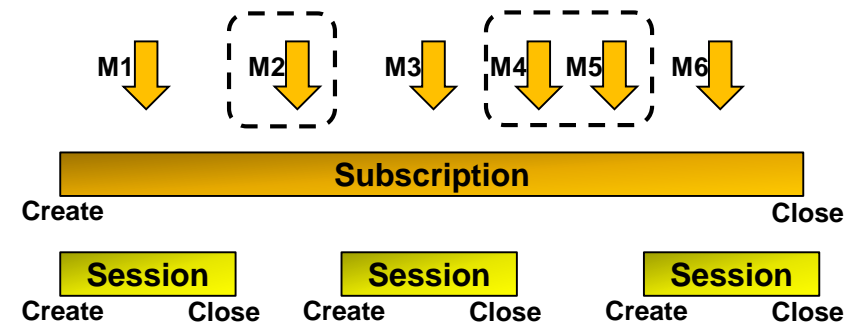 M1 M2 M3 M4 M5 M6
Subscription
Create Close
Session Session Session
Create Close Create Close Create Close